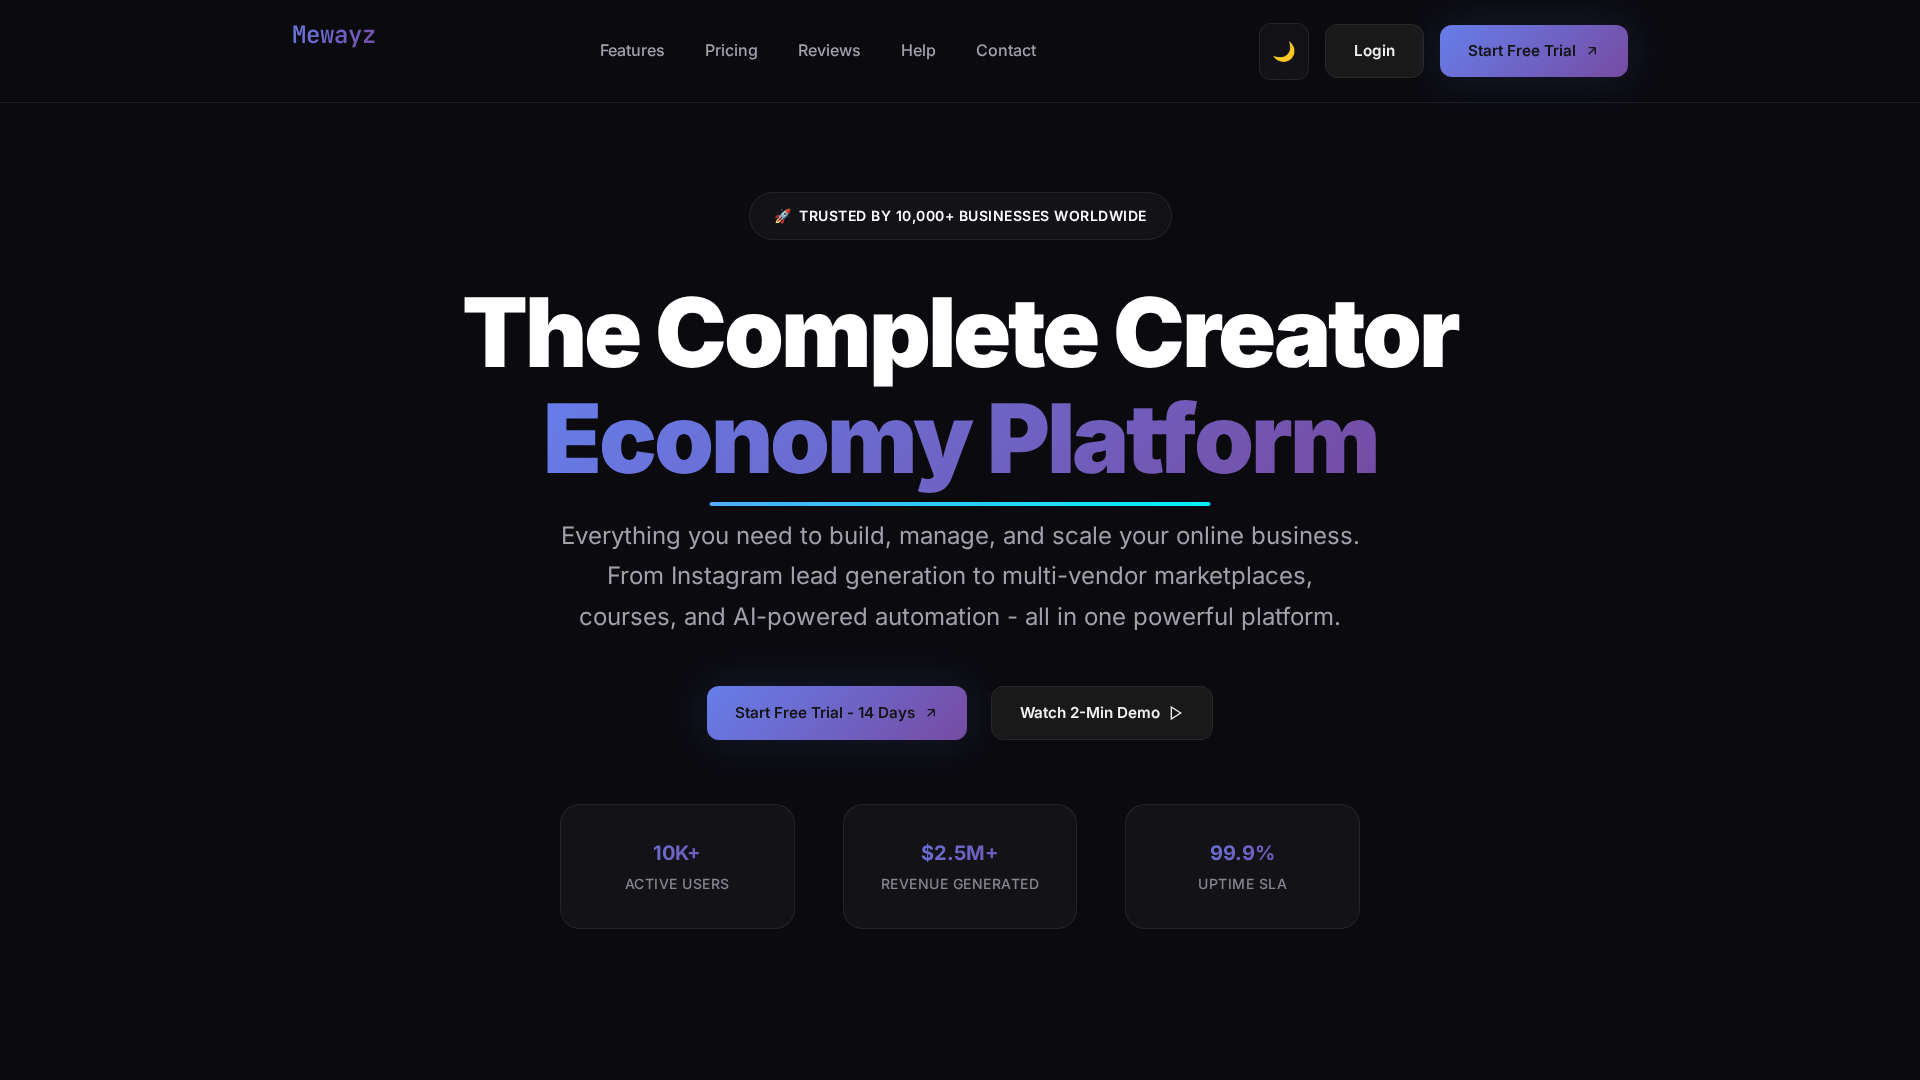 Mewayz
Features
Pricing
Reviews
Help
Contact
🌙
Login
Start Free Trial
🚀 TRUSTED BY 10,000+ BUSINESSES WORLDWIDE
The Complete Creator
Economy Platform
Everything you need to build, manage, and scale your online business.
From Instagram lead generation to multi-vendor marketplaces,
courses, and AI-powered automation - all in one powerful platform.
Start Free Trial - 14 Days
Watch 2-Min Demo
10K+
ACTIVE USERS
$2.5M+
REVENUE GENERATED
99.9%
UPTIME SLA